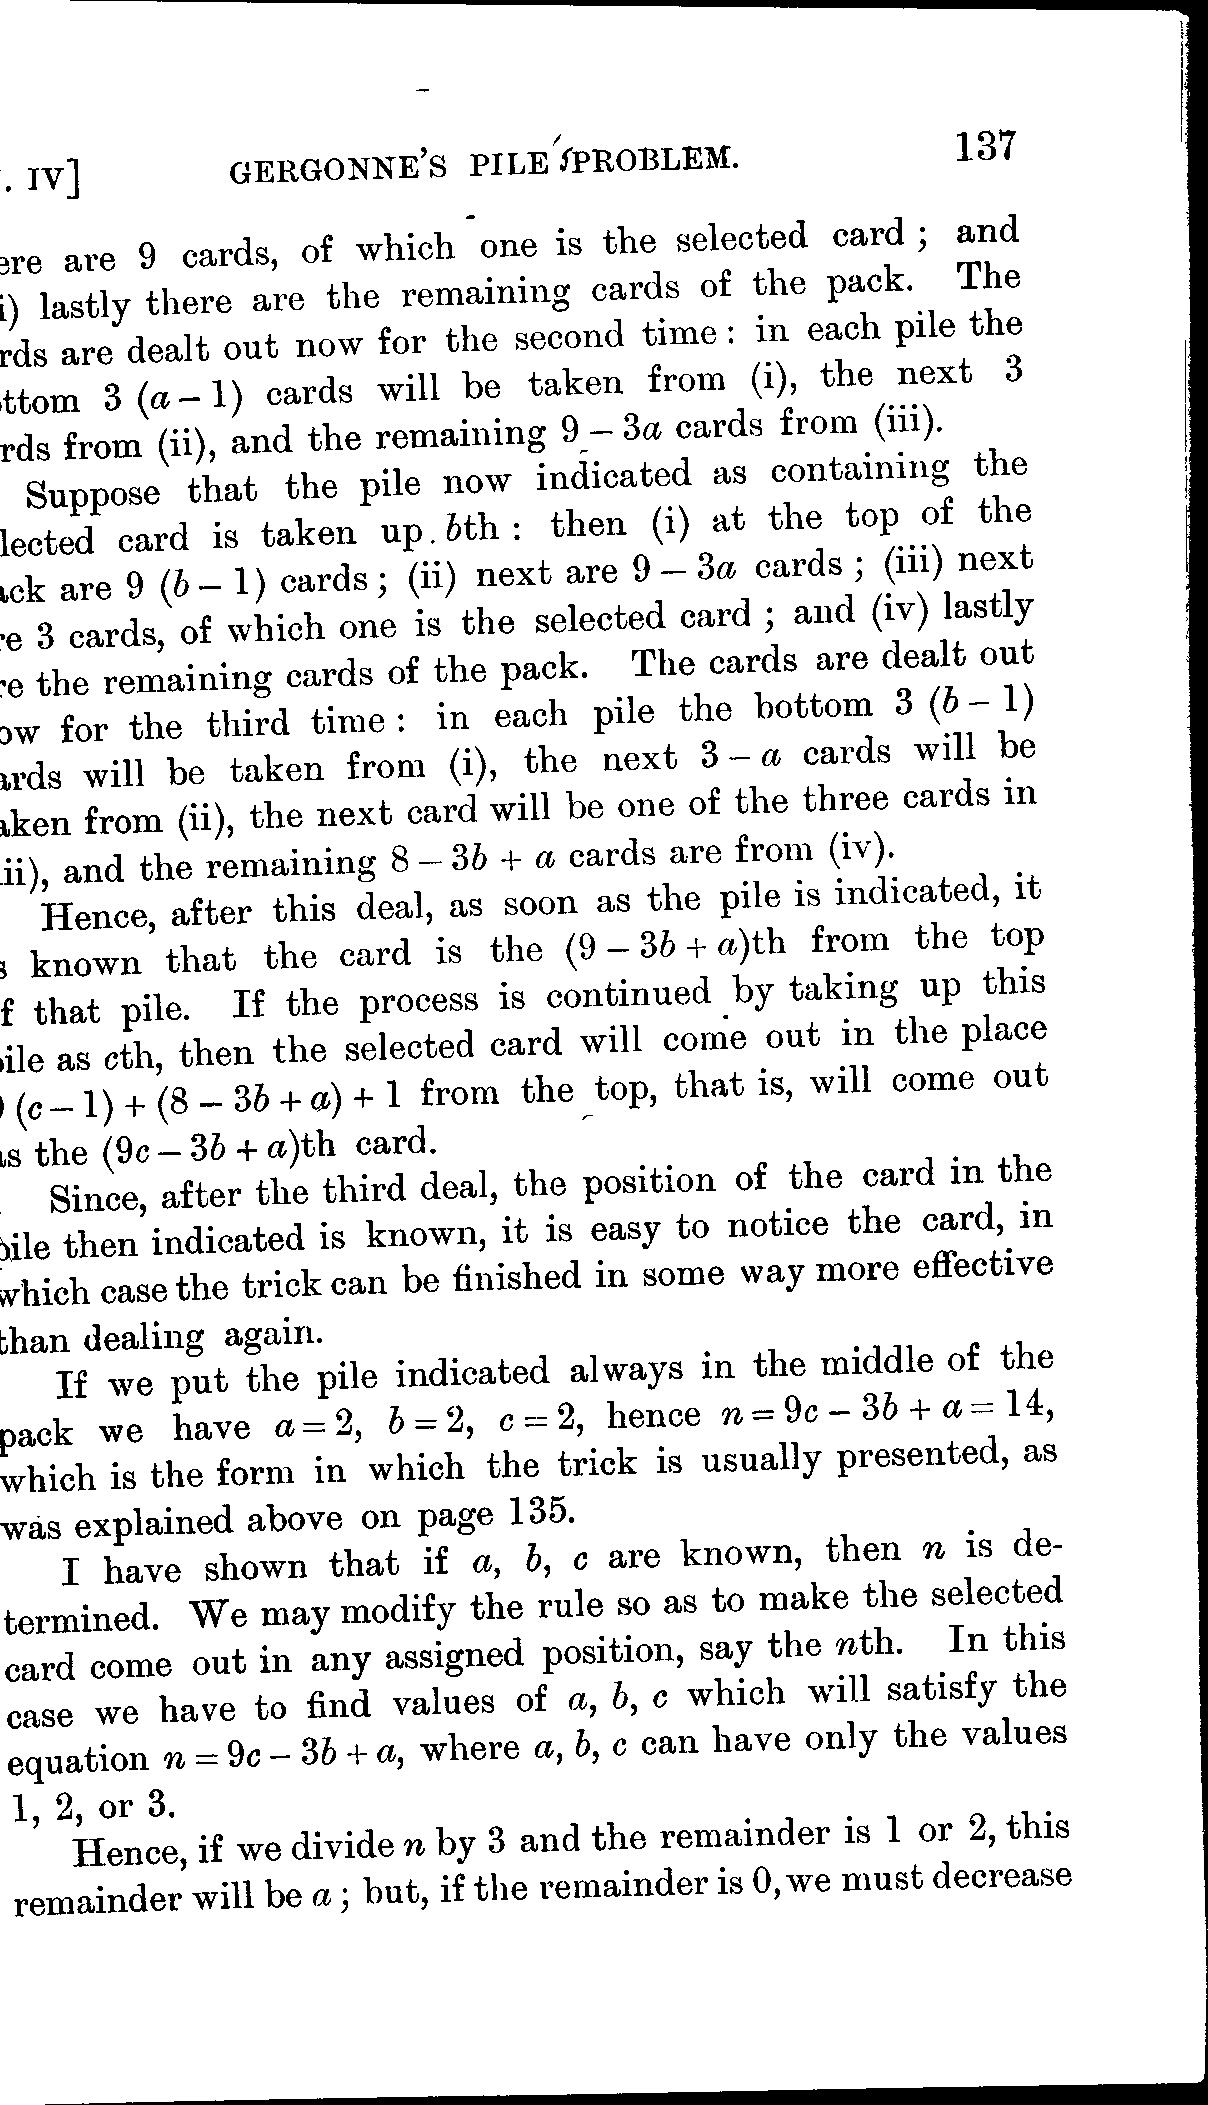 . IV] GERGONNE'S PILE PROBLEM. 137
ere are 9 cards, of which one is the selected card; and
i) lastly there are the remaining cards of the pack. The
rds are dealt out now for the second time: in each pile the
ttom 3 (a − 1) cards will be taken from (i), the next 3
rds from (ii), and the remaining 9 − 3a cards from (iii).
Suppose that the pile now indicated as containing the
lected card is taken up bth: then (i) at the top of the
ck are 9 (b − 1) cards; (ii) next are 9 − 3a cards; (iii) next
e 3 cards, of which one is the selected card; and (iv) lastly
e the remaining cards of the pack. The cards are dealt out
ow for the third time: in each pile the bottom 3 (b − 1)
rds will be taken from (i), the next 3 − a cards will be
ken from (ii), the next card will be one of the three cards in
ii), and the remaining 8 − 3b + a cards are from (iv).
Hence, after this deal, as soon as the pile is indicated, it
s known that the card is the (9 − 3b + a)th from the top
f that pile. If the process is continued by taking up this
ile as cth, then the selected card will come out in the place
(c − 1) + (8 − 3b + a) + 1 from the top, that is, will come out
s the (9c − 3b + a)th card.
Since, after the third deal, the position of the card in the
pile then indicated is known, it is easy to notice the card, in
which case the trick can be finished in some way more effective
than dealing again.
If we put the pile indicated always in the middle of the
pack we have a = 2, b = 2, c = 2, hence n = 9c − 3b + a = 14,
which is the form in which the trick is usually presented, as
was explained above on page 135.
I have shown that if a, b, c are known, then n is de-
termined. We may modify the rule so as to make the selected
card come out in any assigned position, say the nth. In this
case we have to find values of a, b, c which will satisfy the
equation n = 9c − 3b + a, where a, b, c can have only the values
1, 2, or 3.
Hence, if we divide n by 3 and the remainder is 1 or 2, this
remainder will be a; but, if the remainder is 0, we must decrease